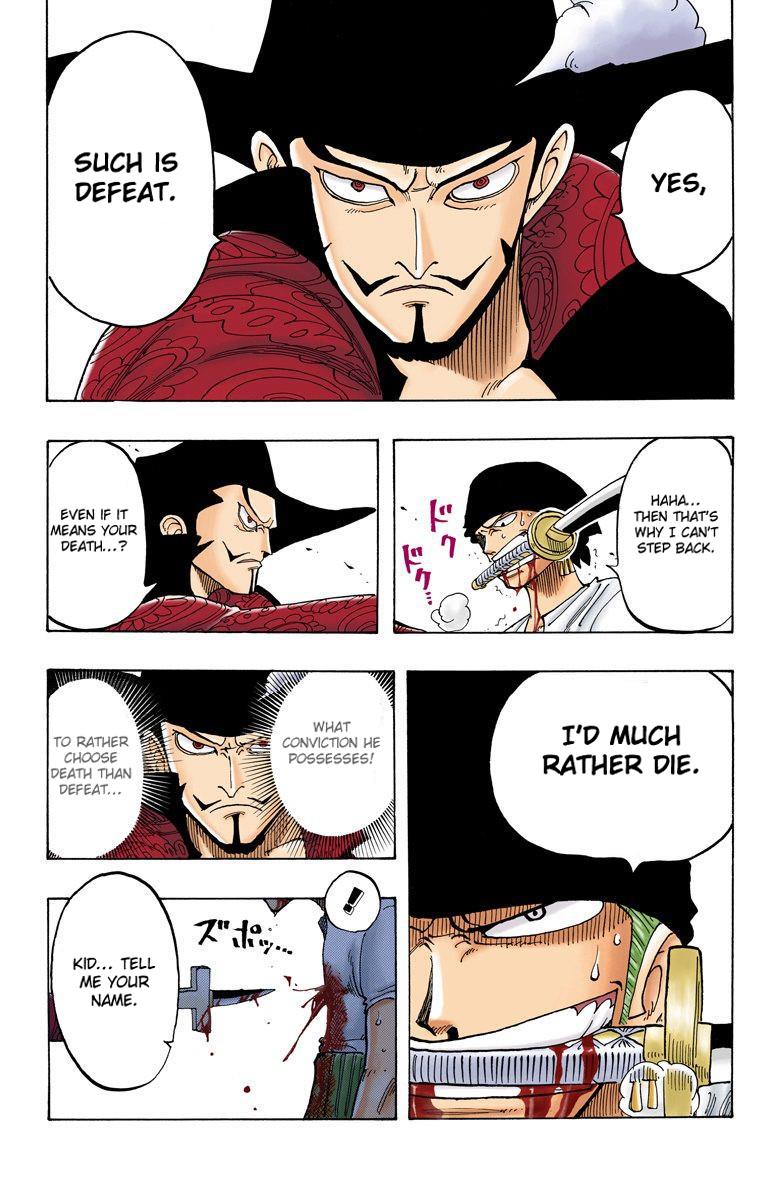 YES,
SUCH IS
DEFEAT.
HAHA...
THEN THAT'S
WHY I CAN'T
STEP BACK.
ドク
ドクッ
EVEN IF IT
MEANS YOUR
DEATH...?
I'D MUCH
RATHER DIE.
WHAT
CONVICTION HE
POSSESSES!
TO RATHER
CHOOSE
DEATH THAN
DEFEAT...
!
ズボッ...
KID... TELL
ME YOUR
NAME.